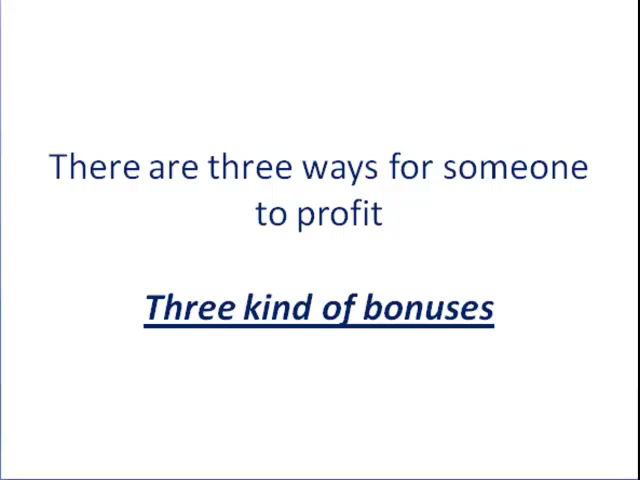 There are three ways for someone
to profit
Three kind of bonuses